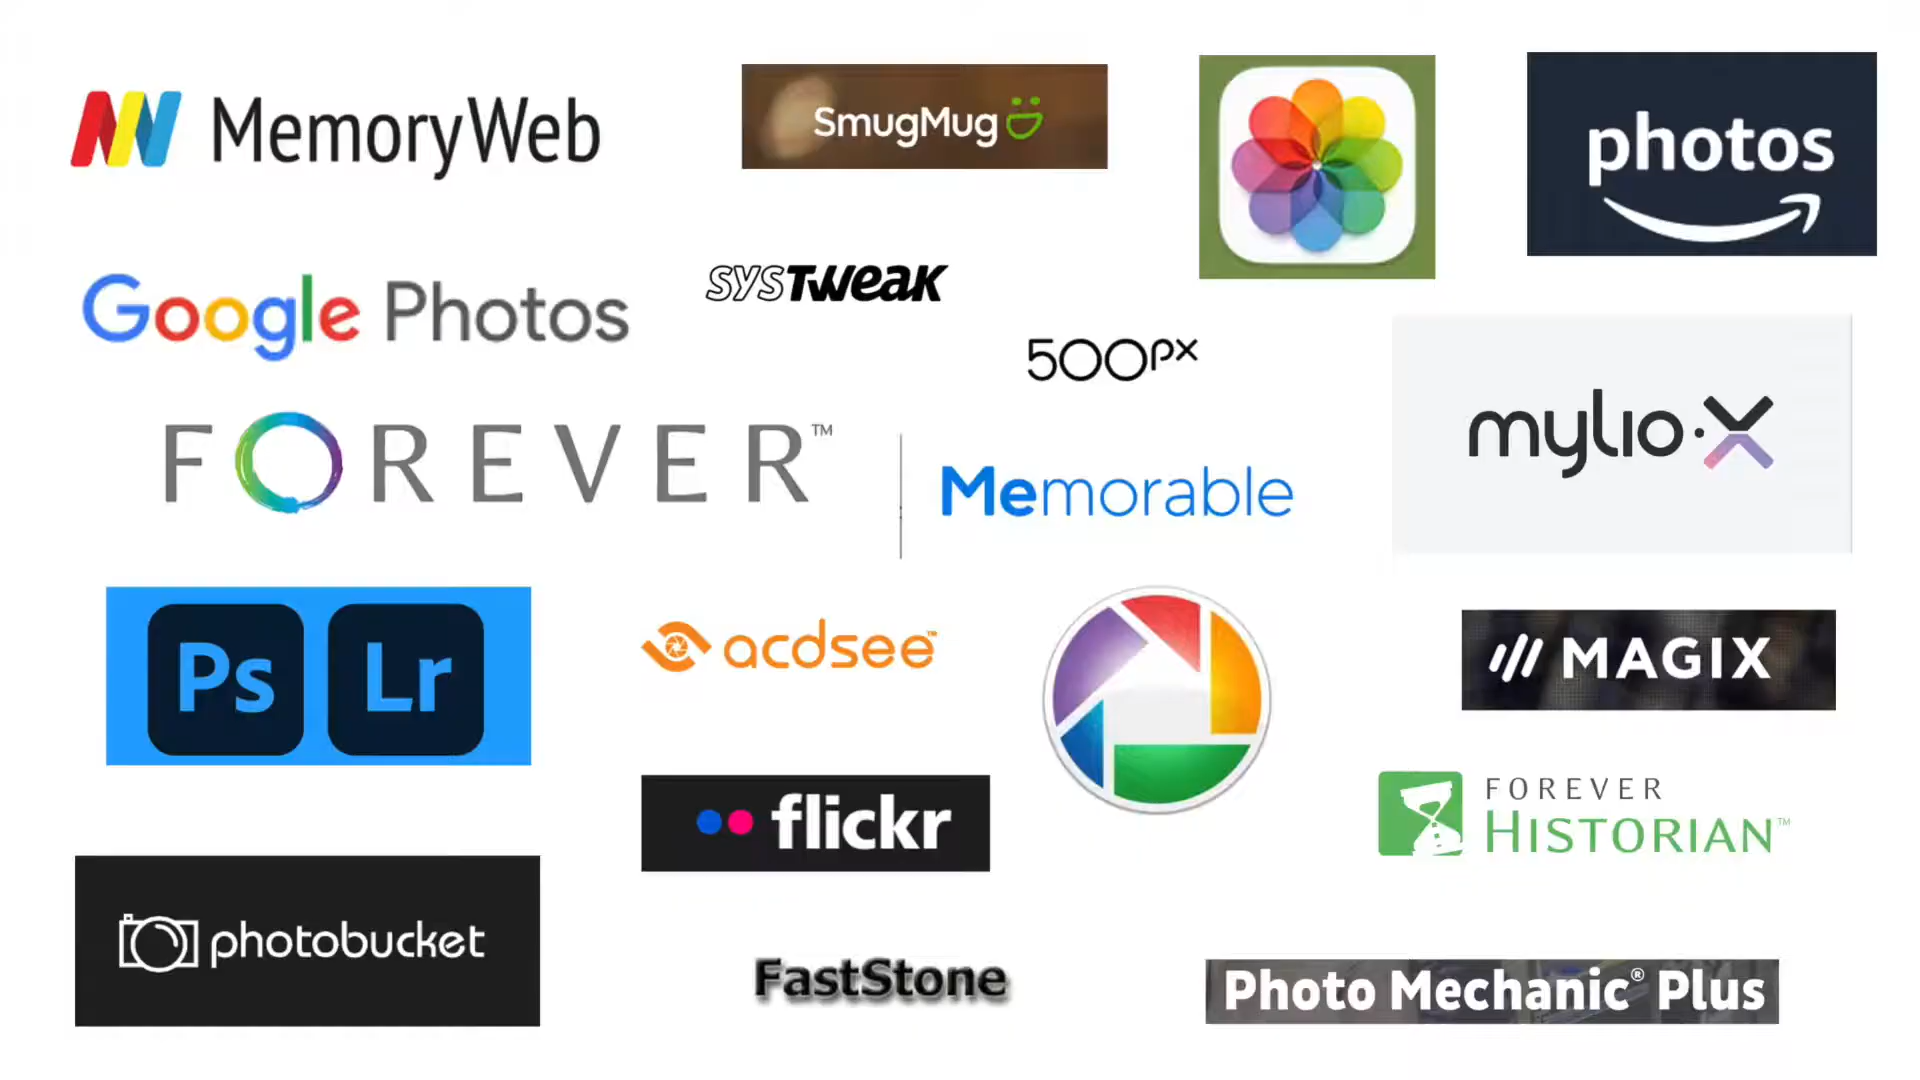 MemoryWeb
SmugMug
photos
Google Photos
SYSTweak
500px
FOREVER™
Memorable
mylio·X
Ps Lr
acdsee™
MAGIX
flickr
FOREVER
HISTORIAN™
photobucket
FastStone
Photo Mechanic® Plus